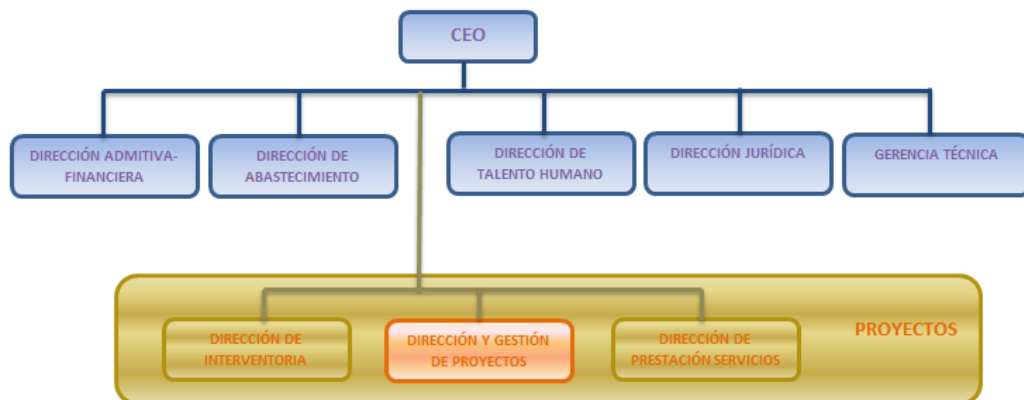 CEO
DIRECCIÓN ADMITIVA-
FINANCIERA
DIRECCIÓN DE
ABASTECIMIENTO
DIRECCIÓN DE
TALENTO HUMANO
DIRECCIÓN JURÍDICA
GERENCIA TÉCNICA
DIRECCIÓN DE
INTERVENTORIA
DIRECCIÓN Y GESTIÓN
DE PROYECTOS
DIRECCIÓN DE
PRESTACIÓN SERVICIOS
PROYECTOS